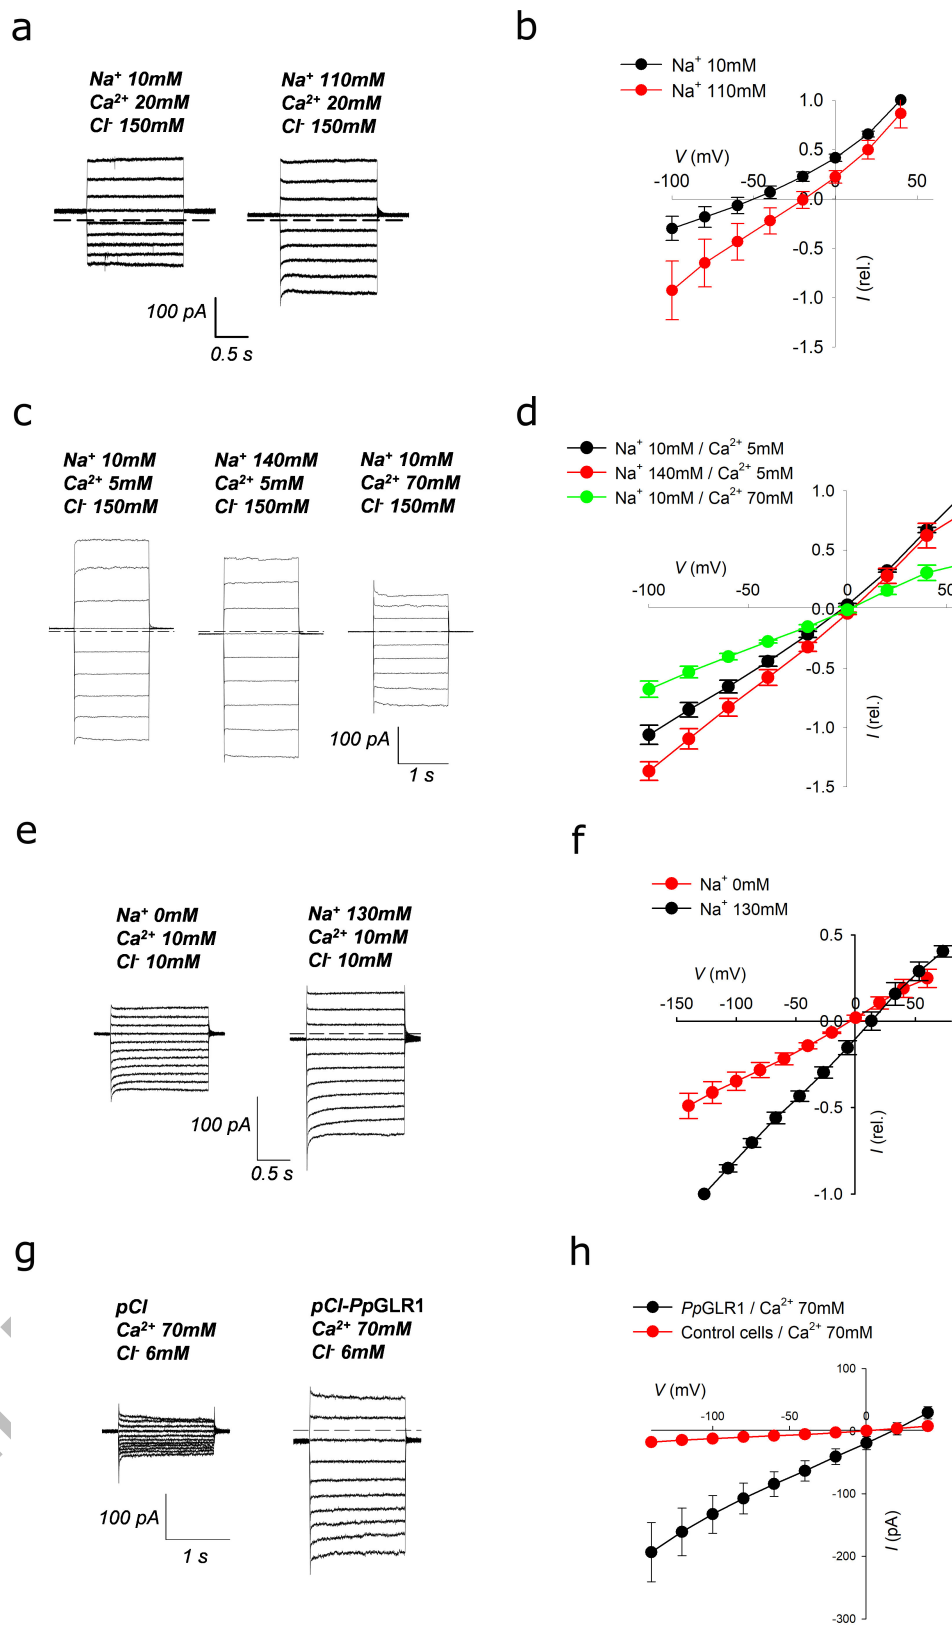 a
Na⁺ 10mM
Ca²⁺ 20mM
Cl⁻ 150mM
Na⁺ 110mM
Ca²⁺ 20mM
Cl⁻ 150mM
100 pA
0.5 s
b
Na⁺ 10mM
Na⁺ 110mM
V (mV)
-100
-50
0
50
1.0
0.5
0.0
-0.5
-1.0
-1.5
I (rel.)
c
Na⁺ 10mM
Ca²⁺ 5mM
Cl⁻ 150mM
Na⁺ 140mM
Ca²⁺ 5mM
Cl⁻ 150mM
Na⁺ 10mM
Ca²⁺ 70mM
Cl⁻ 150mM
100 pA
1 s
d
Na⁺ 10mM / Ca²⁺ 5mM
Na⁺ 140mM / Ca²⁺ 5mM
Na⁺ 10mM / Ca²⁺ 70mM
V (mV)
-100
-50
0
50
1.0
0.5
0.0
-0.5
-1.0
-1.5
I (rel.)
e
Na⁺ 0mM
Ca²⁺ 10mM
Cl⁻ 10mM
Na⁺ 130mM
Ca²⁺ 10mM
Cl⁻ 10mM
100 pA
0.5 s
f
Na⁺ 0mM
Na⁺ 130mM
V (mV)
-150
-100
-50
0
50
0.5
0.0
-0.5
-1.0
I (rel.)
g
pCI
Ca²⁺ 70mM
Cl⁻ 6mM
pCI-PpGLR1
Ca²⁺ 70mM
Cl⁻ 6mM
100 pA
1 s
h
PpGLR1 / Ca²⁺ 70mM
Control cells / Ca²⁺ 70mM
V (mV)
-100
-50
0
100
0
-100
-200
-300
I (pA)